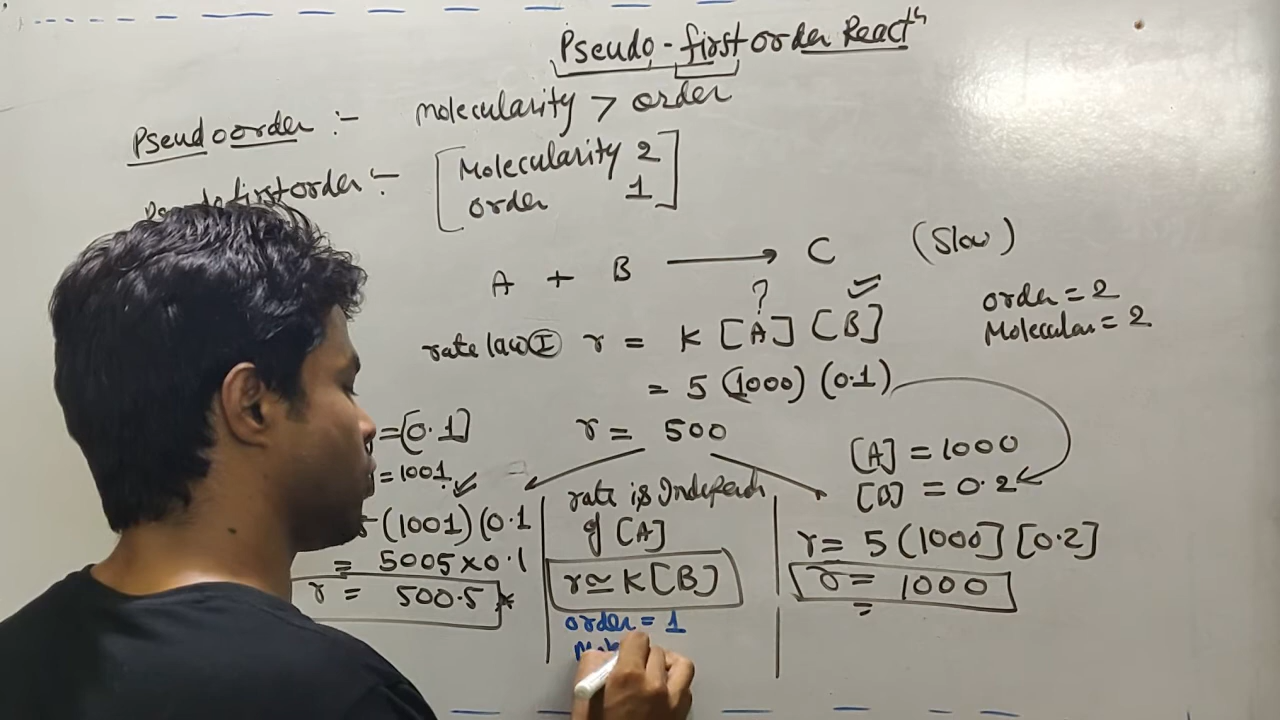 Pseudo-first order Reactn
Pseudo order :- molecularity > order
Pseudo first order :- [Molecularity 2
order 1]
A + B → C (Slow)
?
order = 2
Molecular = 2
rate law I r = K [A] [B]
= 5 (1000) (0.1)
r = 500
=[0.1]
= 1001
(1001)(0.1
= 5005×0.1
r = 500.5
rate is Independ
of [A]
r ≃ K[B]
order = 1
[A] = 1000
[B] = 0.2
r = 5 (1000] [0.2]
r = 1000